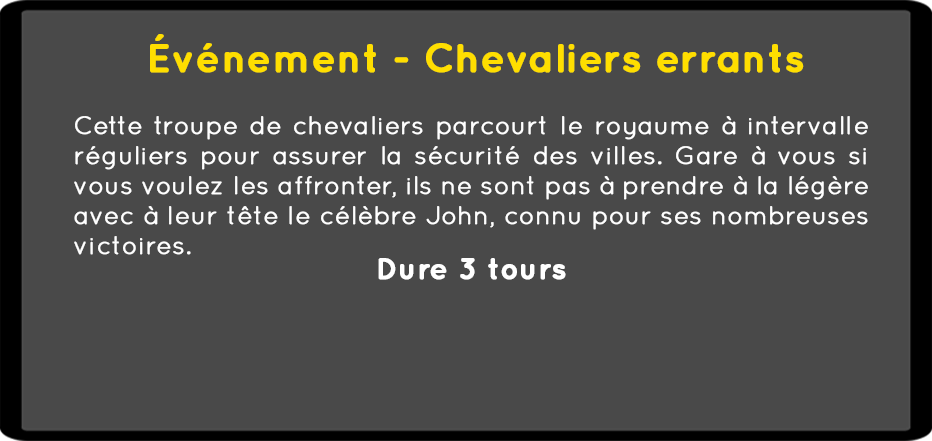 Événement - Chevaliers errants
Cette troupe de chevaliers parcourt le royaume à intervalle
réguliers pour assurer la sécurité des villes. Gare à vous si
vous voulez les affronter, ils ne sont pas à prendre à la légère
avec à leur tête le célèbre John, connu pour ses nombreuses
victoires.
Dure 3 tours